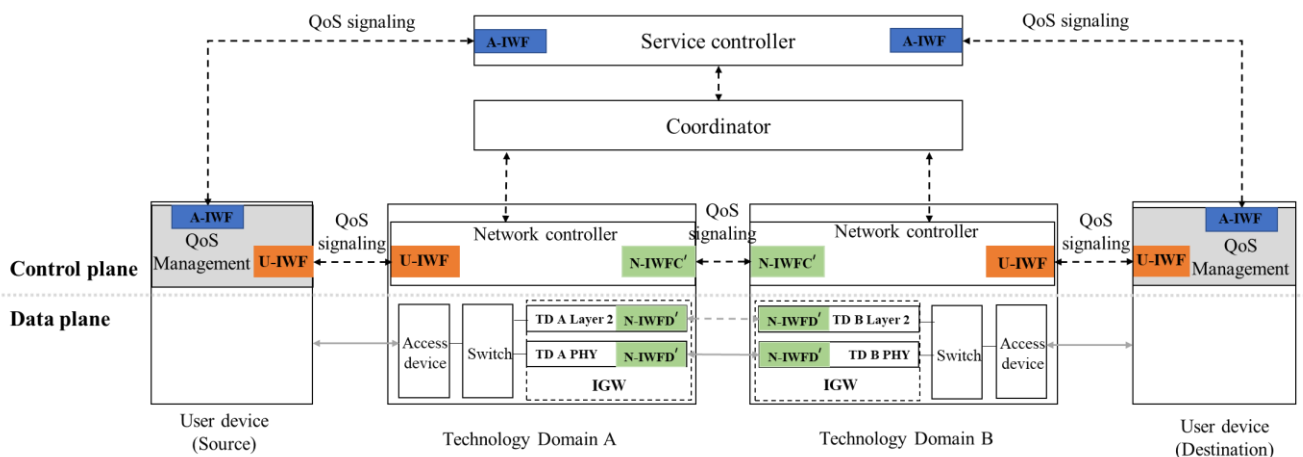 QoS signaling
QoS signaling
A-IWF
Service controller
A-IWF
Coordinator
A-IWF
QoS
Management
U-IWF
QoS
signaling
Network controller
U-IWF
N-IWFC′
QoS
signaling
Network controller
N-IWFC′
U-IWF
QoS
signaling
A-IWF
QoS
Management
U-IWF
Control plane
Data plane
Access
device
Switch
TD A Layer 2
N-IWFD′
TD A PHY
N-IWFD′
IGW
N-IWFD′
TD B Layer 2
N-IWFD′
TD B PHY
IGW
Switch
Access
device
User device
(Source)
Technology Domain A
Technology Domain B
User device
(Destination)